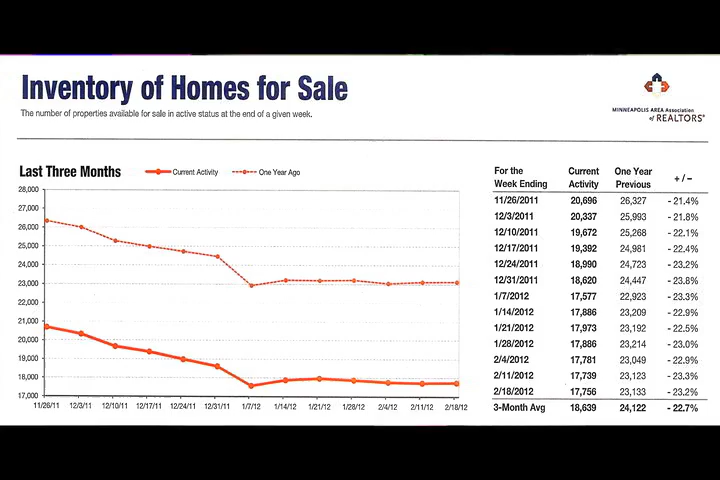 Inventory of Homes for Sale
The number of properties available for sale in active status at the end of a given week.
MINNEAPOLIS AREA Association
of REALTORS®
Last Three Months
Current Activity
One Year Ago
28,000
27,000
26,000
25,000
24,000
23,000
22,000
21,000
20,000
19,000
18,000
17,000
11/26/11 12/3/11 12/10/11 12/17/11 12/24/11 12/31/11 1/7/12 1/14/12 1/21/12 1/28/12 2/4/12 2/11/12 2/18/12
For the Week Ending Current Activity One Year Previous + / –
11/26/2011 20,696 26,327 - 21.4%
12/3/2011 20,337 25,993 - 21.8%
12/10/2011 19,672 25,268 - 22.1%
12/17/2011 19,392 24,981 - 22.4%
12/24/2011 18,990 24,723 - 23.2%
12/31/2011 18,620 24,447 - 23.8%
1/7/2012 17,577 22,923 - 23.3%
1/14/2012 17,886 23,209 - 22.9%
1/21/2012 17,973 23,192 - 22.5%
1/28/2012 17,886 23,214 - 23.0%
2/4/2012 17,781 23,049 - 22.9%
2/11/2012 17,739 23,123 - 23.3%
2/18/2012 17,756 23,133 - 23.2%
3-Month Avg 18,639 24,122 - 22.7%